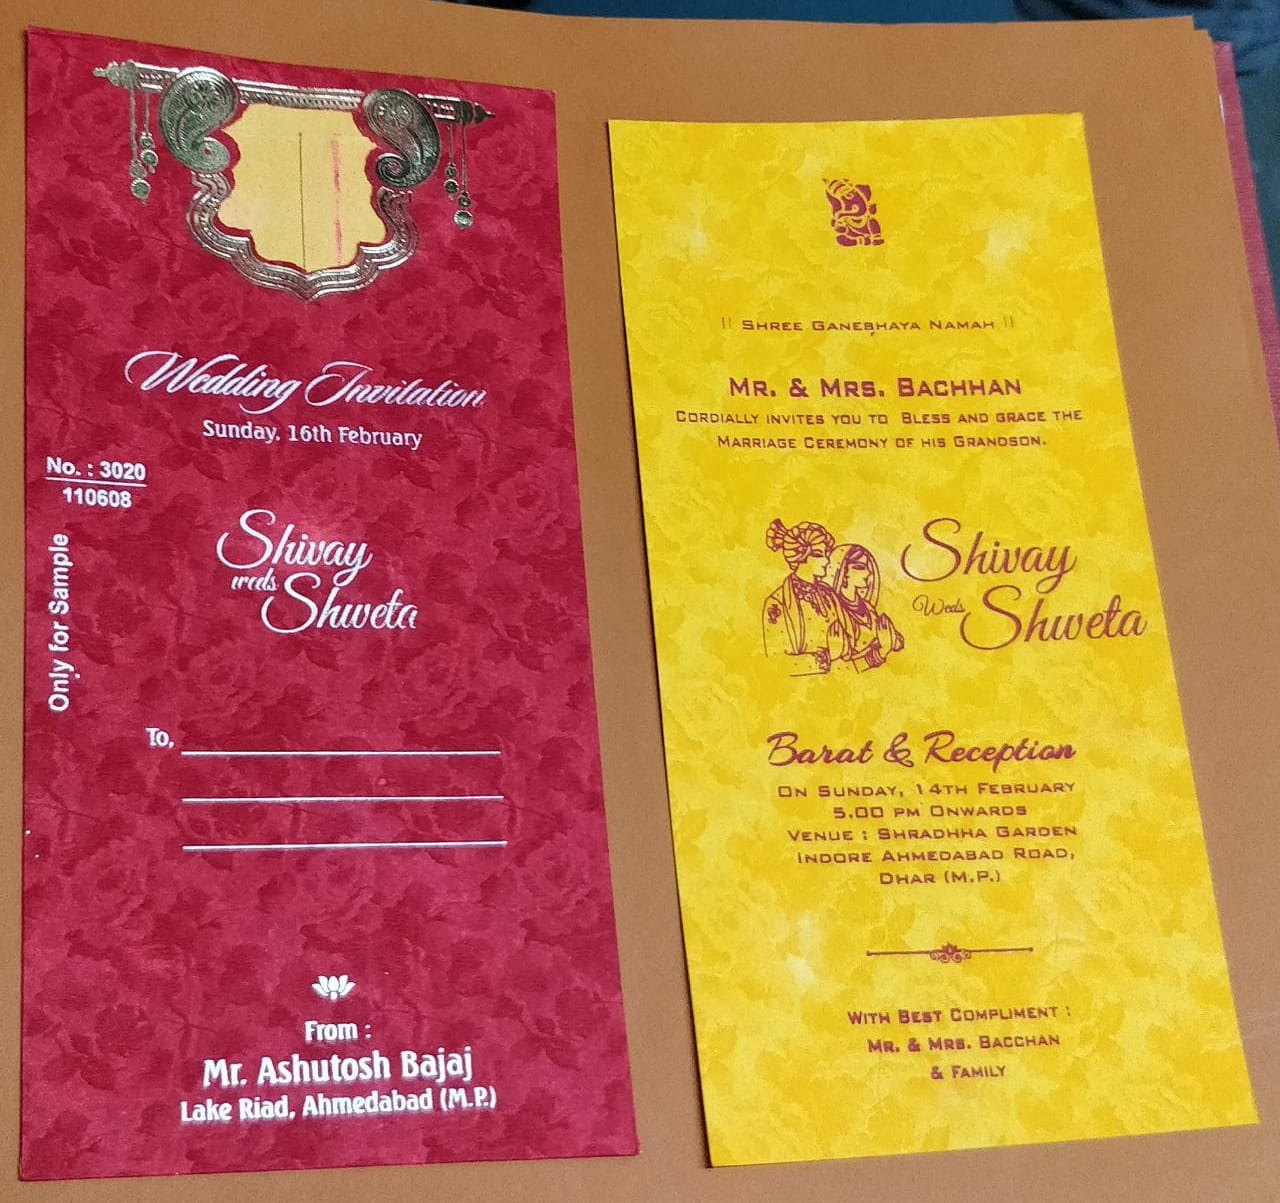 Wedding Invitation
Sunday, 16th February
No. : 3020
110608
Only for Sample
Shivay
weds
Shweta
To,
From :
Mr. Ashutosh Bajaj
Lake Riad, Ahmedabad (M.P.)
|| Shree Ganeshaya Namah ||
Mr. & Mrs. Bachhan
Cordially invites you to Bless and grace the
Marriage Ceremony of his Grandson.
Shivay
Weds
Shweta
Barat & Reception
On Sunday, 14th February
5.00 pm Onwards
Venue : Shradhha Garden
Indore Ahmedabad Road,
Dhar (M.P.)
With Best Compliment :
Mr. & Mrs. Bacchan
& Family